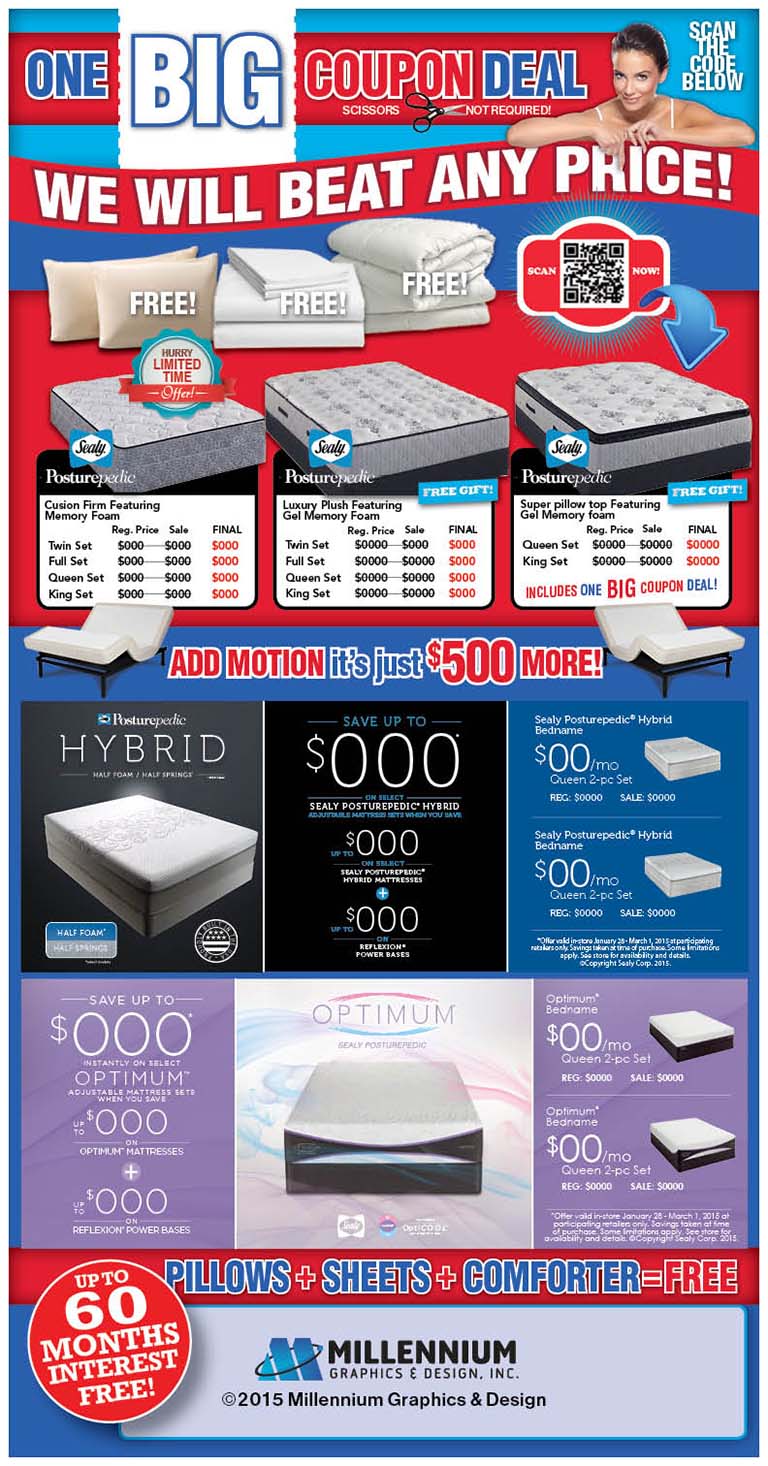 ONE BIG COUPON DEAL
SCISSORS NOT REQUIRED!
SCAN
THE
CODE
BELOW
WE WILL BEAT ANY PRICE!
FREE!
FREE!
FREE!
SCAN NOW!
HURRY
LIMITED
TIME
Offer!
Sealy
Posturepedic
Cusion Firm Featuring
Memory Foam
Reg. Price Sale FINAL
Twin Set $000 $000 $000
Full Set $000 $000 $000
Queen Set $000 $000 $000
King Set $000 $000 $000
Sealy
Posturepedic
FREE GIFT!
Luxury Plush Featuring
Gel Memory Foam
Reg. Price Sale FINAL
Twin Set $0000 $0000 $000
Full Set $0000 $0000 $000
Queen Set $0000 $0000 $000
King Set $0000 $0000 $000
Sealy
Posturepedic
FREE GIFT!
Super pillow top Featuring
Gel Memory foam
Reg. Price Sale FINAL
Queen Set $0000 $0000 $0000
King Set $0000 $0000 $0000
INCLUDES ONE BIG COUPON DEAL!
ADD MOTION it's just $500 MORE!
Posturepedic
HYBRID
HALF FOAM / HALF SPRINGS
HALF FOAM*
HALF SPRINGS
SAVE UP TO
$000*
ON SELECT
SEALY POSTUREPEDIC® HYBRID
ADJUSTABLE MATTRESS SETS WHEN YOU SAVE
UP TO $000
ON SELECT
SEALY POSTUREPEDIC®
HYBRID MATTRESSES
+
UP TO $000
ON
REFLEXION®
POWER BASES
Sealy Posturepedic® Hybrid
Bedname
$00/mo
Queen 2-pc Set
REG: $0000 SALE: $0000
Sealy Posturepedic® Hybrid
Bedname
$00/mo
Queen 2-pc Set
REG: $0000 SALE: $0000
*Offer valid in-store January 28 - March 1, 2015 at participating
retailers only. Savings taken at time of purchase. Some limitations
apply. See store for availability and details.
©Copyright Sealy Corp. 2015.
SAVE UP TO
$000*
INSTANTLY ON SELECT
OPTIMUM™
ADJUSTABLE MATTRESS SETS
WHEN YOU SAVE
UP TO $000
ON
OPTIMUM™ MATTRESSES
+
UP TO $000
ON
REFLEXION® POWER BASES
OPTIMUM
SEALY POSTUREPEDIC
Sealy
OptiCOOL
Optimum™
Bedname
$00/mo
Queen 2-pc Set
REG: $0000 SALE: $0000
Optimum™
Bedname
$00/mo
Queen 2-pc Set
REG: $0000 SALE: $0000
*Offer valid in-store January 28 - March 1, 2015 at
participating retailers only. Savings taken at time
of purchase. Some limitations apply. See store for
availability and details. ©Copyright Sealy Corp. 2015.
PILLOWS + SHEETS + COMFORTER = FREE
UP TO
60
MONTHS
INTEREST
FREE!
MILLENNIUM
GRAPHICS & DESIGN, INC.
©2015 Millennium Graphics & Design